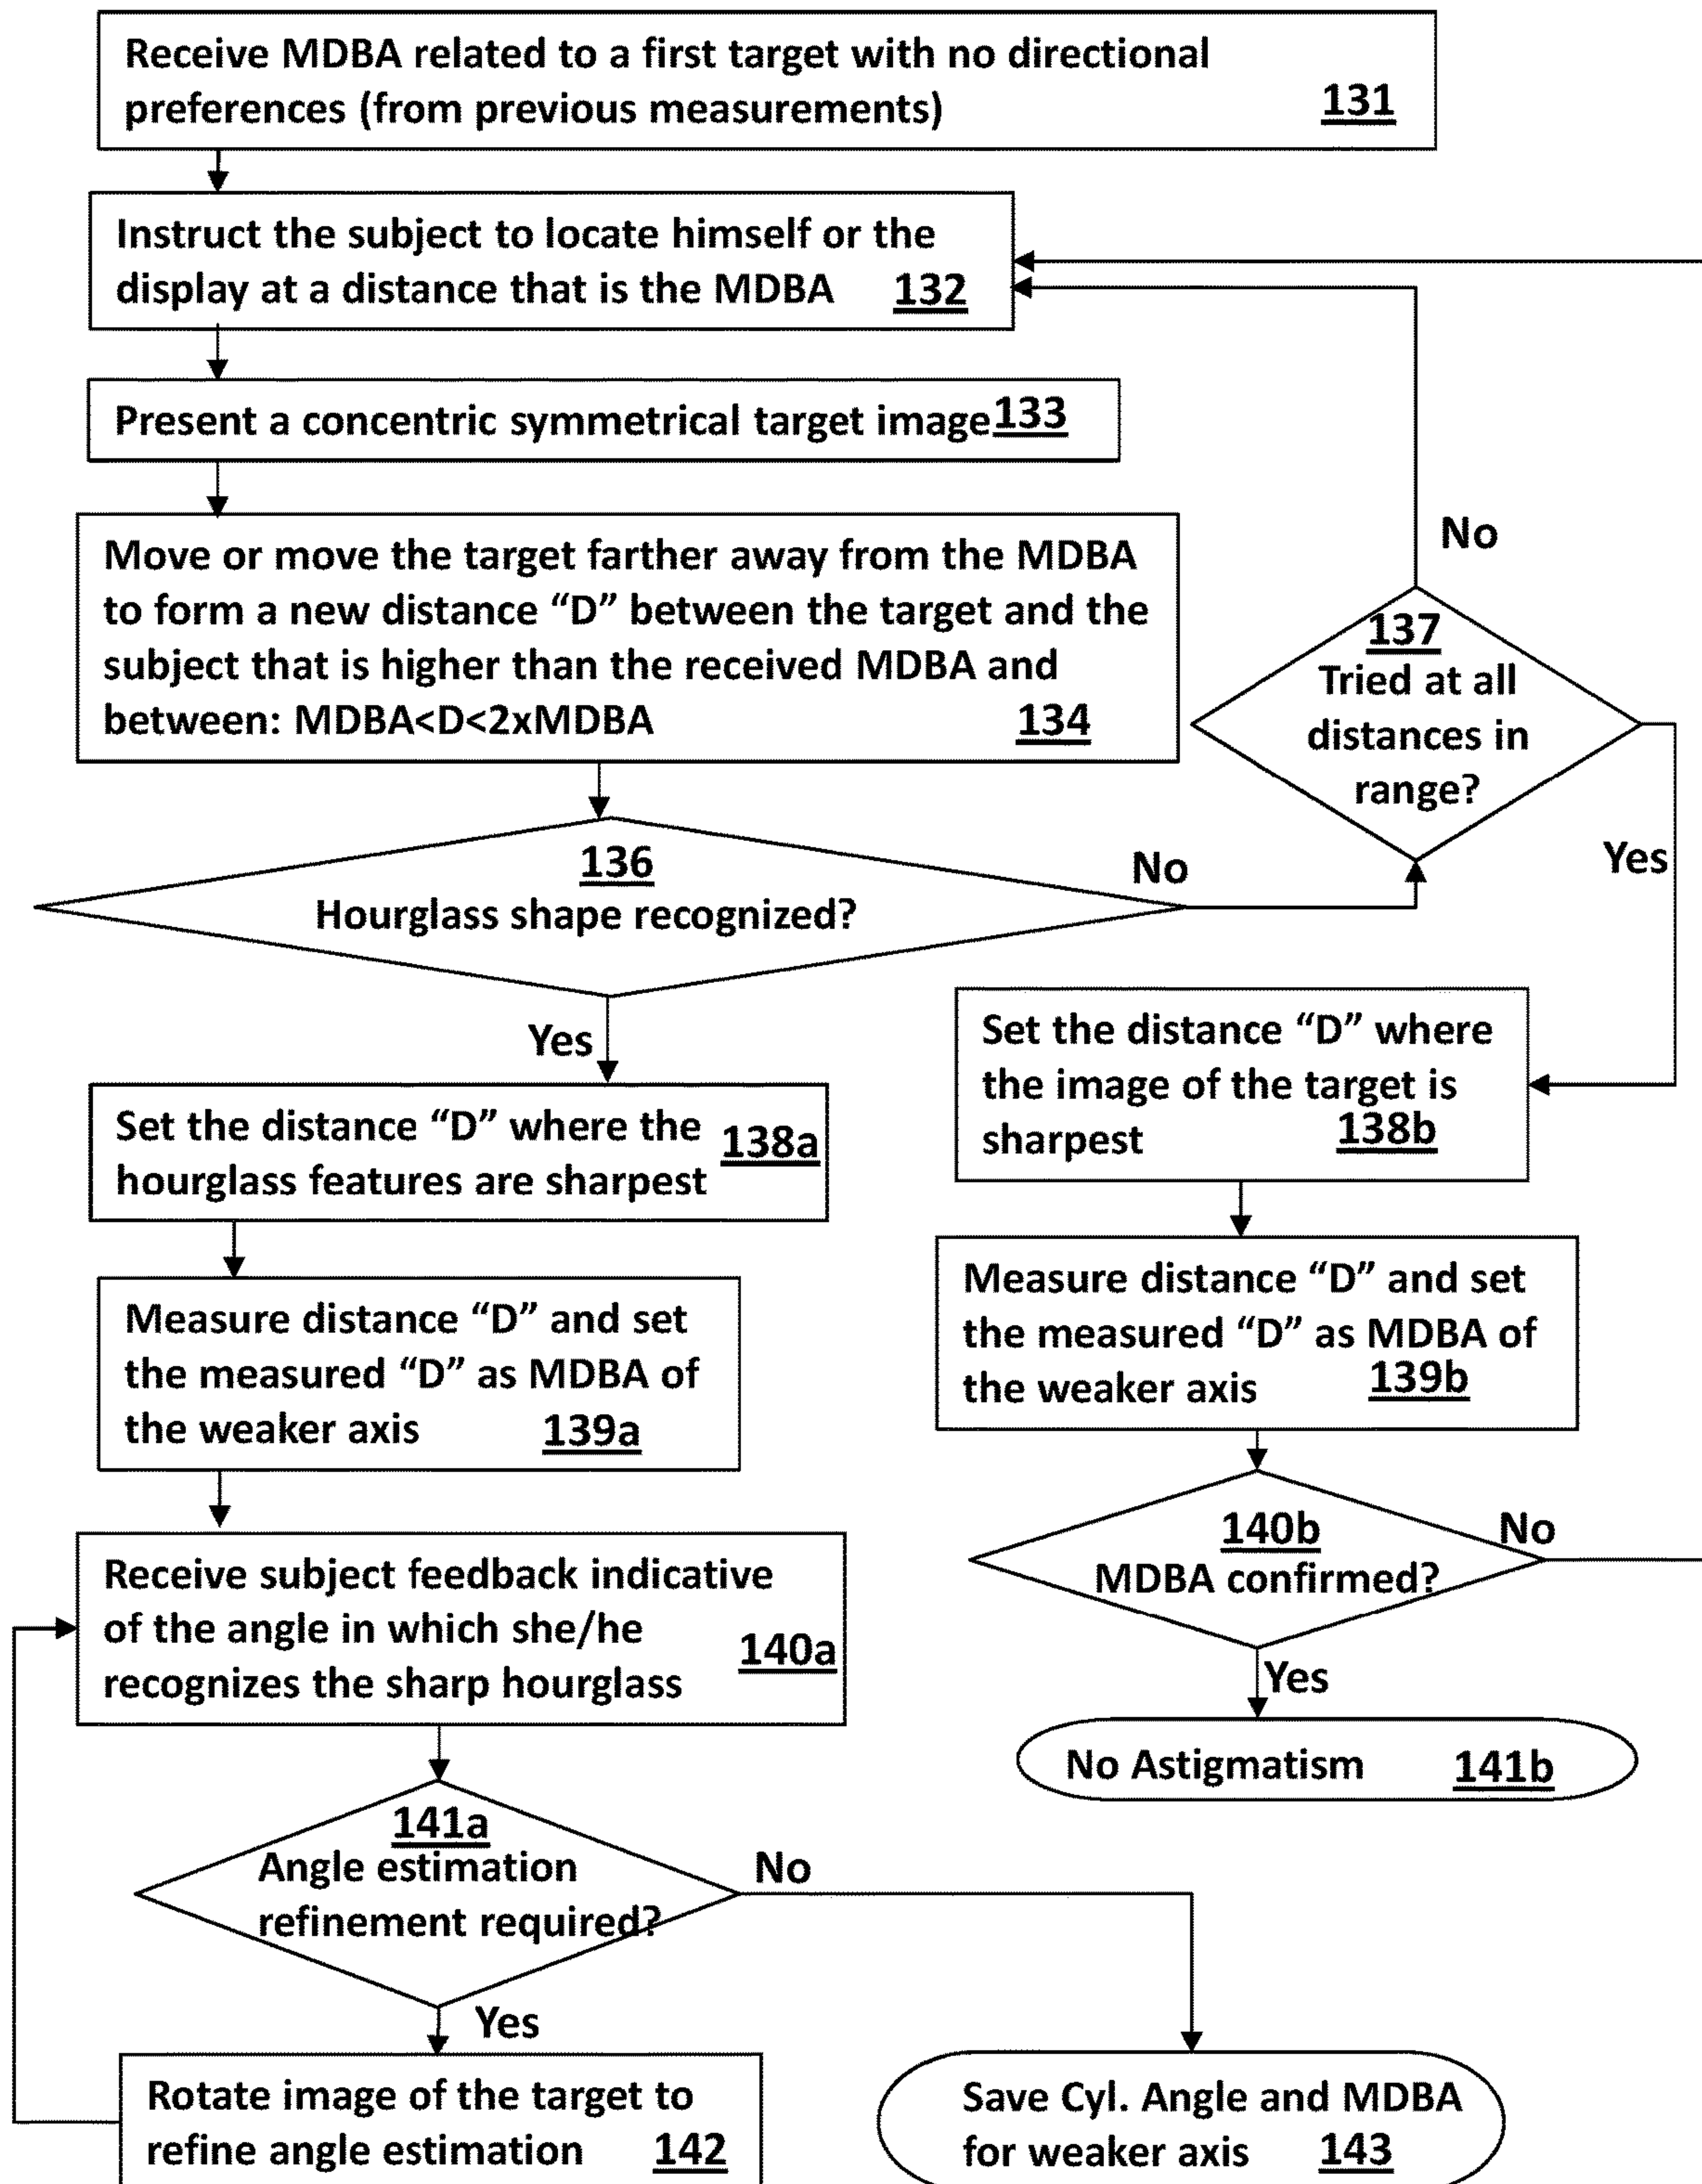 Receive MDBA related to a first target with no directional
preferences (from previous measurements) 131
Instruct the subject to locate himself or the
display at a distance that is the MDBA 132
Present a concentric symmetrical target image 133
Move or move the target farther away from the MDBA
to form a new distance “D” between the target and the
subject that is higher than the received MDBA and
between: MDBA<D<2xMDBA 134
No
137
Tried at all
distances in
range?
Yes
136
Hourglass shape recognized?
No
Yes
Set the distance “D” where the
hourglass features are sharpest
138a
Set the distance “D” where
the image of the target is
sharpest 138b
Measure distance “D” and set
the measured “D” as MDBA of
the weaker axis 139a
Measure distance “D” and set
the measured “D” as MDBA of
the weaker axis 139b
140b
MDBA confirmed?
No
Yes
Receive subject feedback indicative
of the angle in which she/he
recognizes the sharp hourglass
140a
No Astigmatism 141b
141a
Angle estimation
refinement required?
No
Yes
Rotate image of the target to
refine angle estimation 142
Save Cyl. Angle and MDBA
for weaker axis 143